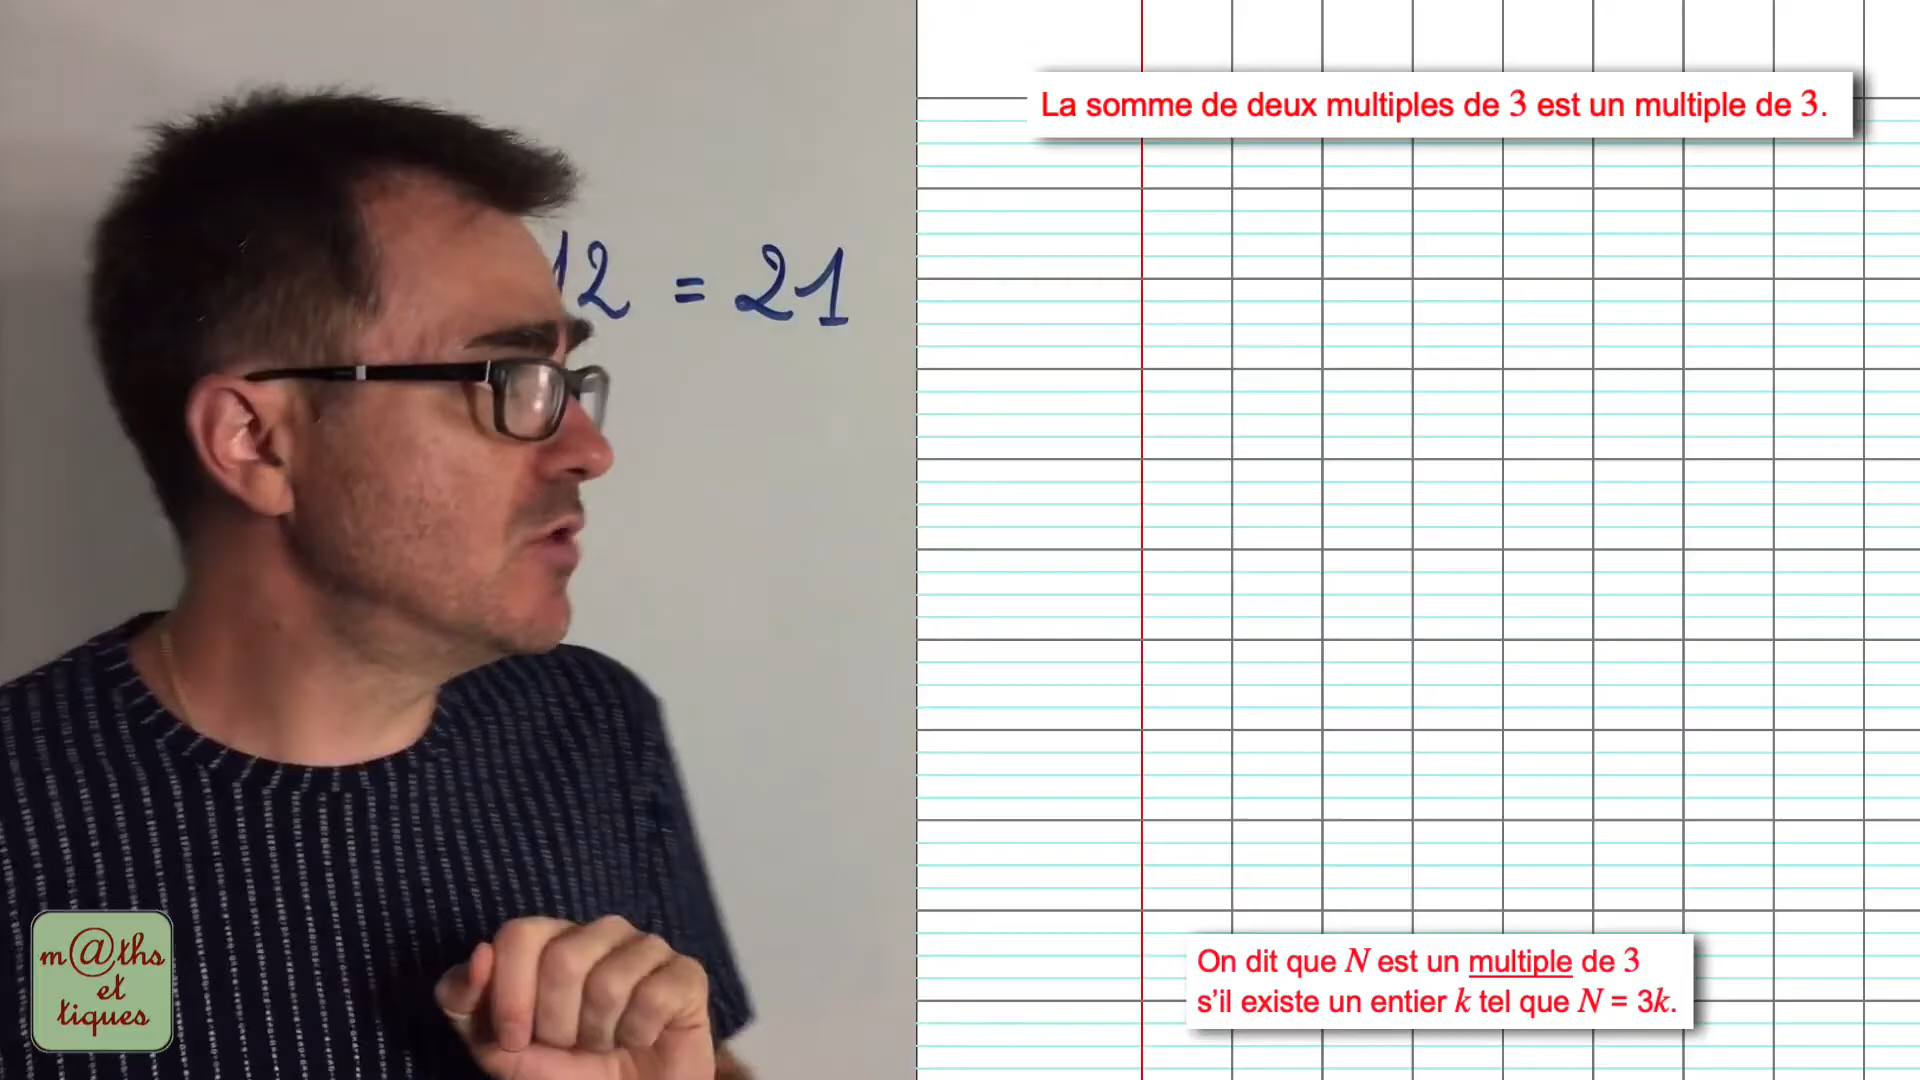 La somme de deux multiples de 3 est un multiple de 3.
12 = 21
On dit que N est un multiple de 3
s’il existe un entier k tel que N = 3k.
m@ths
et
tiques